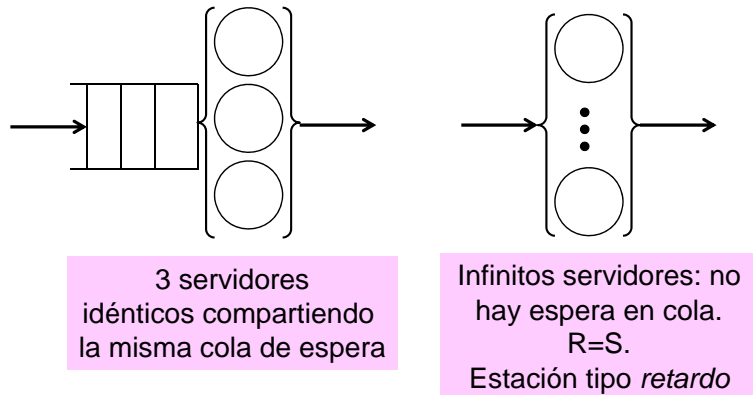 3 servidores
idénticos compartiendo
la misma cola de espera
Infinitos servidores: no
hay espera en cola.
R=S.
Estación tipo retardo